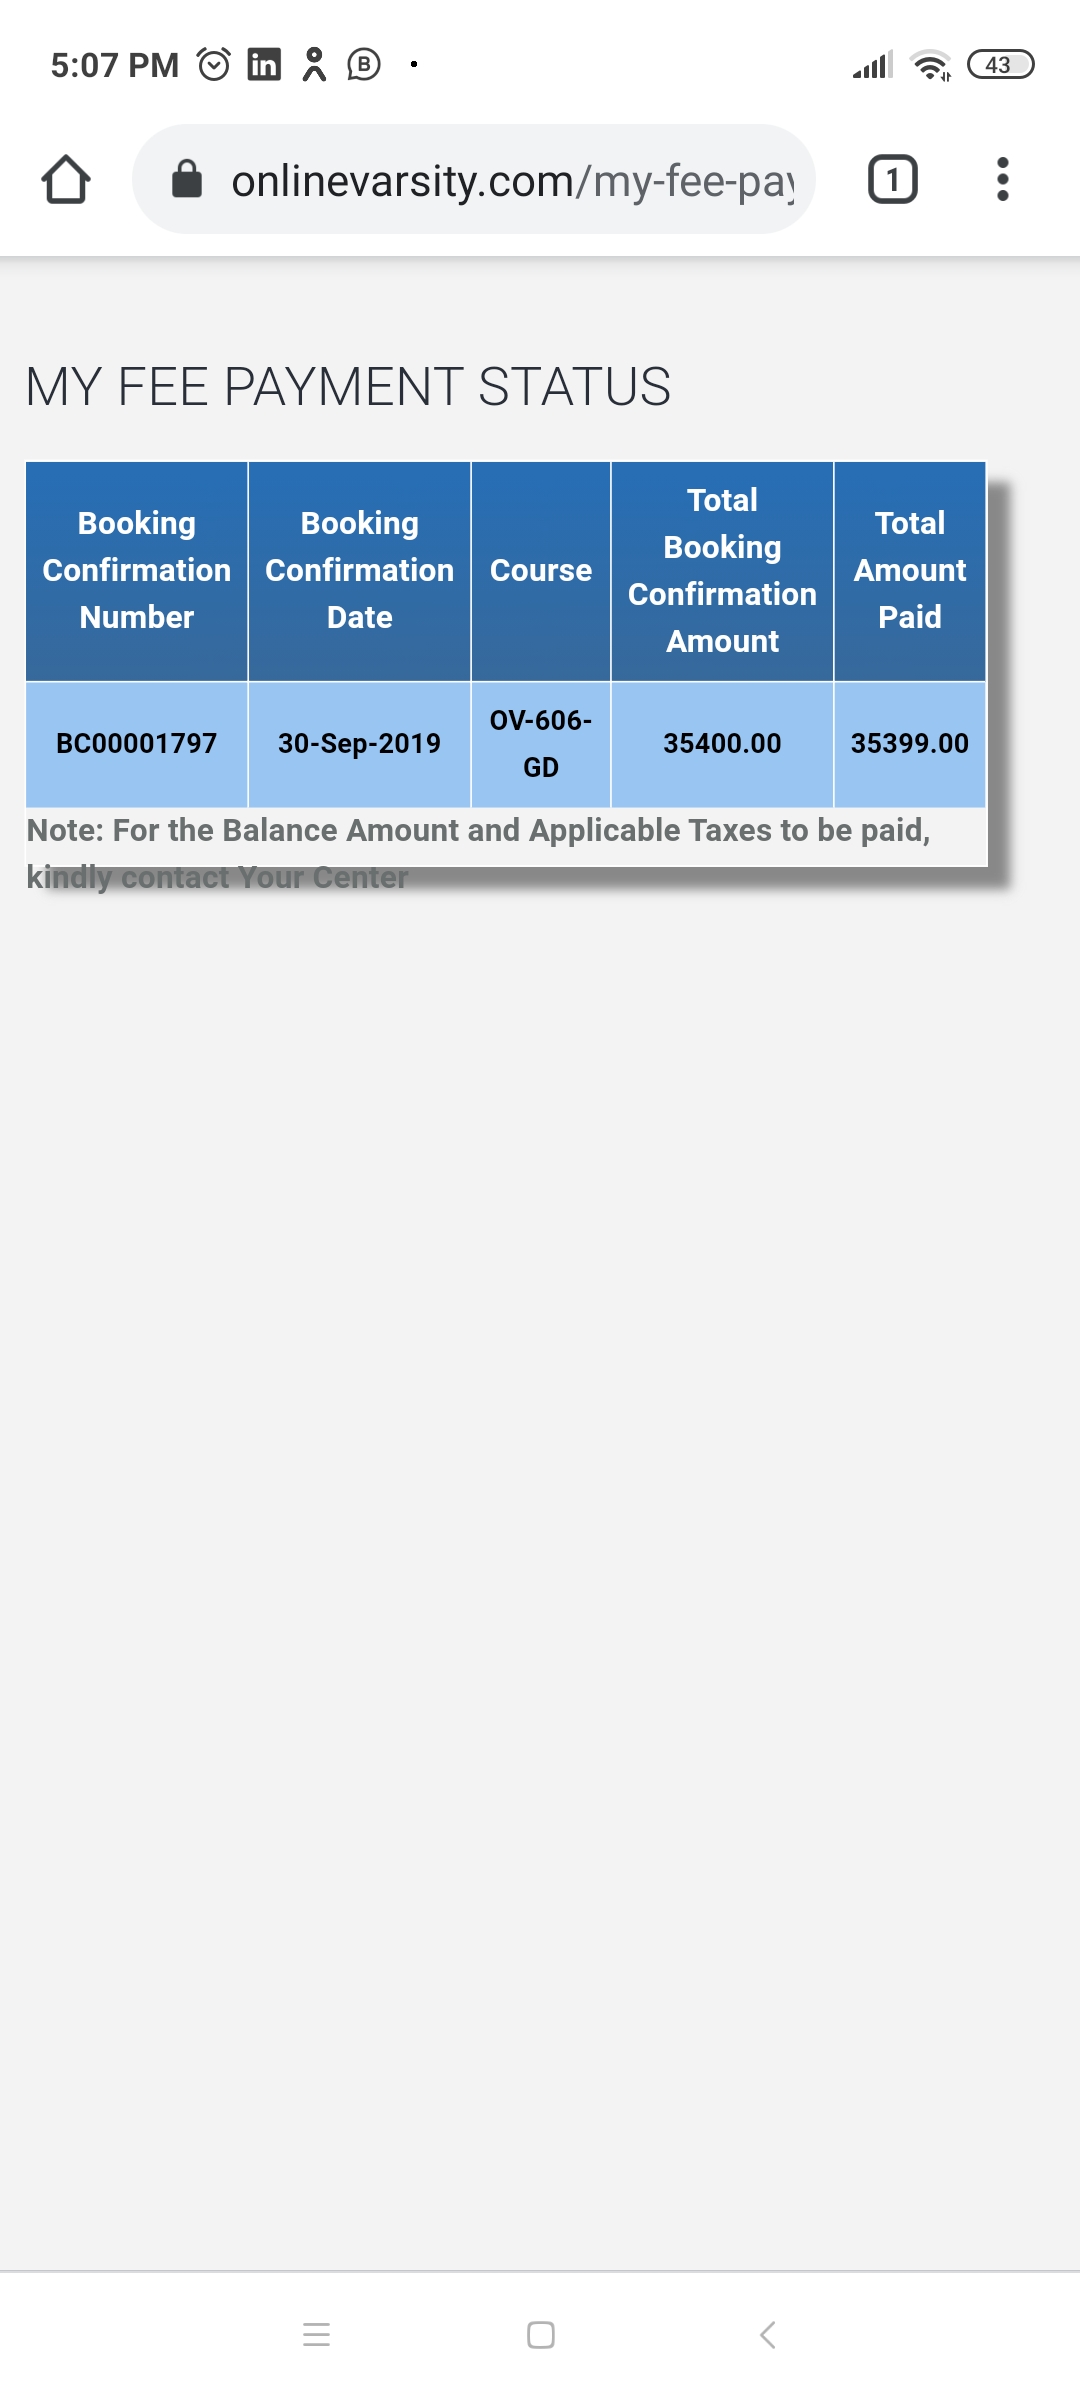 5:07 PM
43
onlinevarsity.com/my-fee-pay
1
MY FEE PAYMENT STATUS
Booking Confirmation Number
Booking Confirmation Date
Course
Total Booking Confirmation Amount
Total Amount Paid
BC00001797
30-Sep-2019
OV-606-GD
35400.00
35399.00
Note: For the Balance Amount and Applicable Taxes to be paid,
kindly contact Your Center